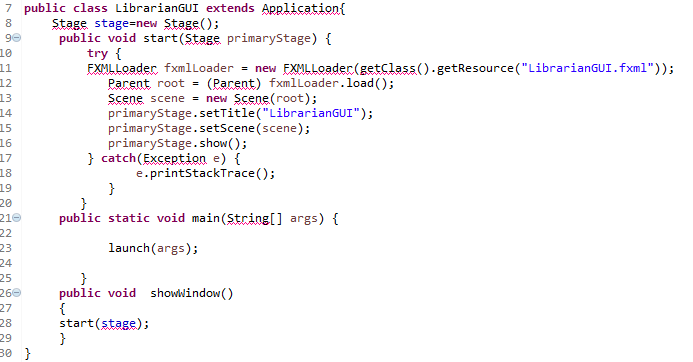 7 public class LibrarianGUI extends Application{
8 Stage stage=new Stage();
9 public void start(Stage primaryStage) {
10 try {
11 FXMLLoader fxmlLoader = new FXMLLoader(getClass().getResource("LibrarianGUI.fxml"));
12 Parent root = (Parent) fxmlLoader.load();
13 Scene scene = new Scene(root);
14 primaryStage.setTitle("LibrarianGUI");
15 primaryStage.setScene(scene);
16 primaryStage.show();
17 } catch(Exception e) {
18 e.printStackTrace();
19 }
20 }
21 public static void main(String[] args) {
22
23 launch(args);
24
25 }
26 public void showWindow()
27 {
28 start(stage);
29 }
30 }